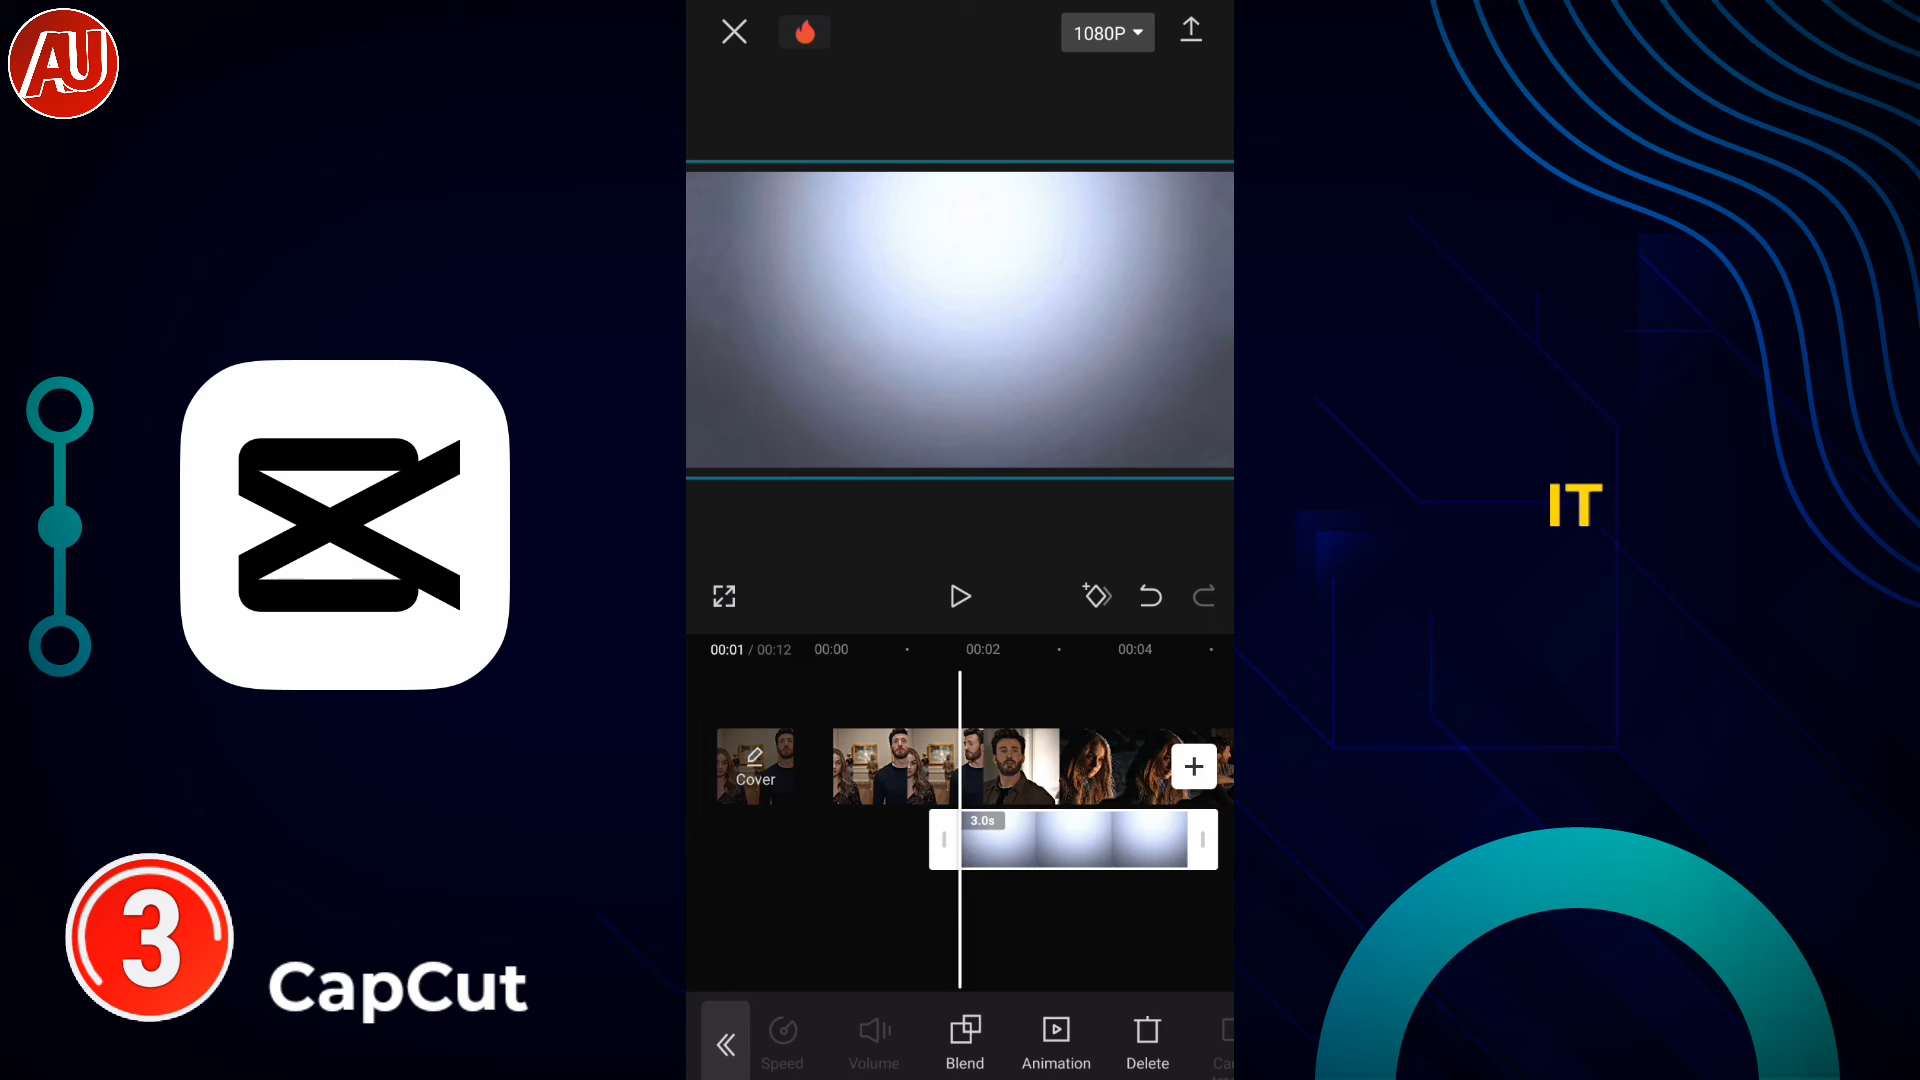 AU
1080P
IT
00:01 / 00:12 00:00 00:02 00:04
Cover
3.0s
3
CapCut
Speed Volume Blend Animation Delete